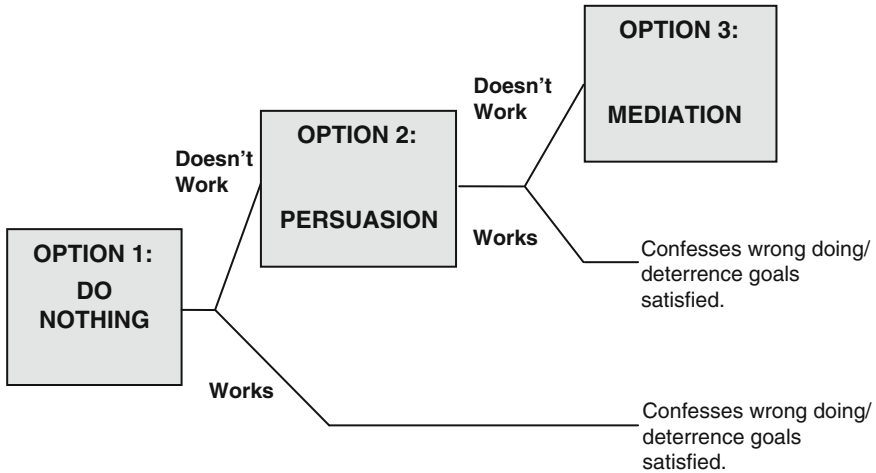 OPTION 3:
MEDIATION
Doesn't
Work
OPTION 2:
PERSUASION
Doesn't
Work
Works
Confesses wrong doing/
deterrence goals
satisfied.
OPTION 1:
DO
NOTHING
Works
Confesses wrong doing/
deterrence goals
satisfied.